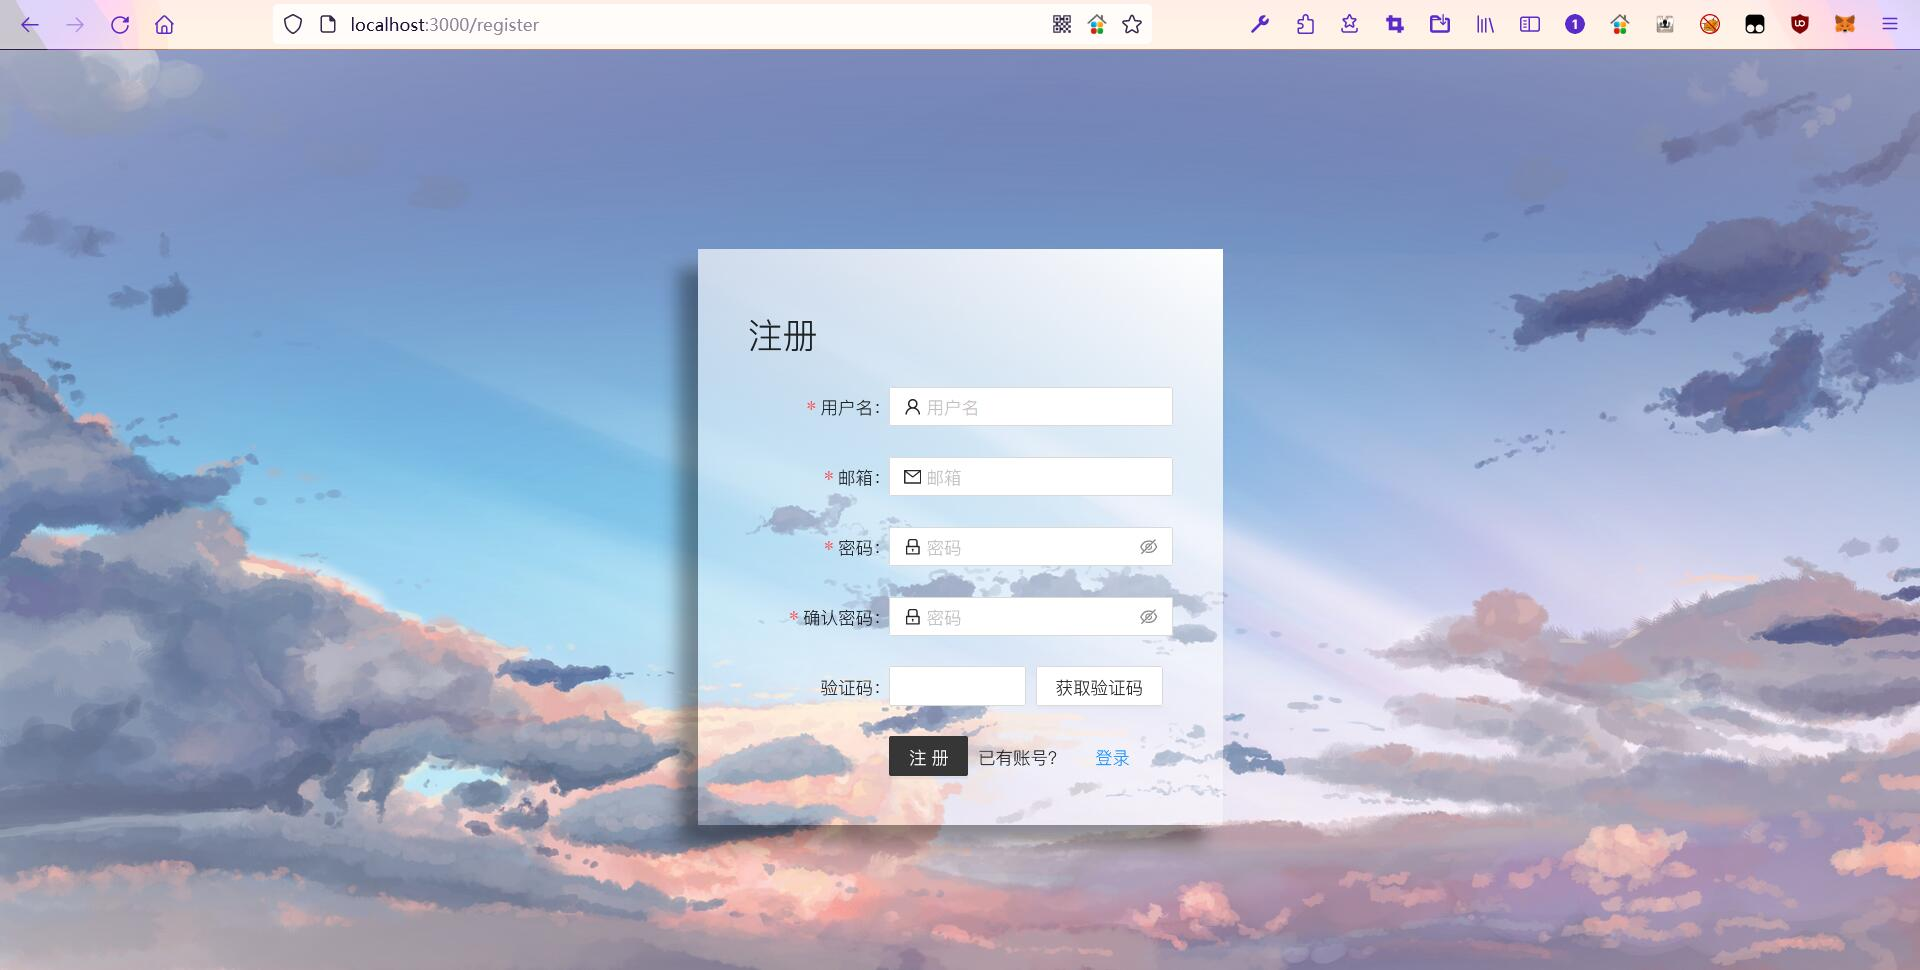 localhost:3000/register
1
注册
* 用户名: 用户名
* 邮箱: 邮箱
* 密码: 密码
* 确认密码: 密码
验证码: 获取验证码
注 册 已有账号? 登录